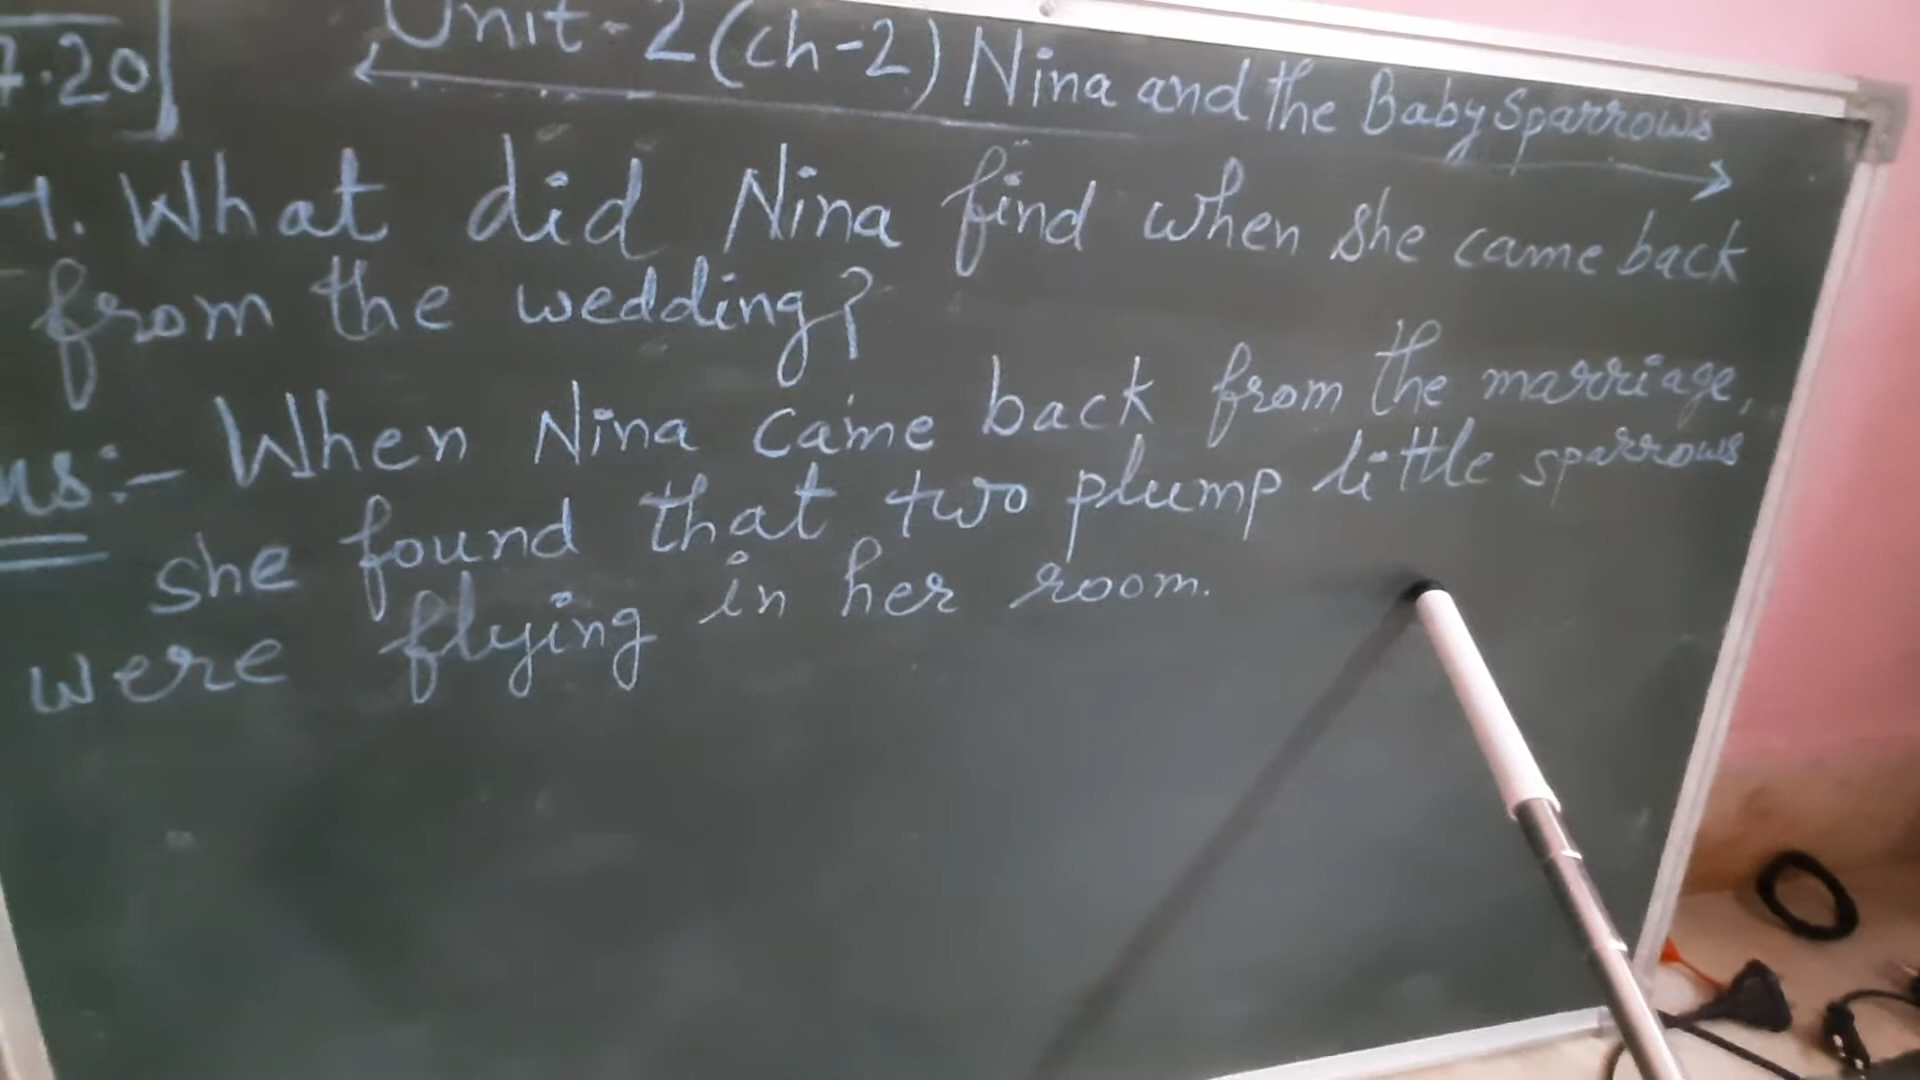 7.20
Unit-2(ch-2) Nina and the Baby Sparrows
4. What did Nina find when she came back
from the wedding?
ns:- When Nina came back from the marriage,
she found that two plump little sparrows
were flying in her room.